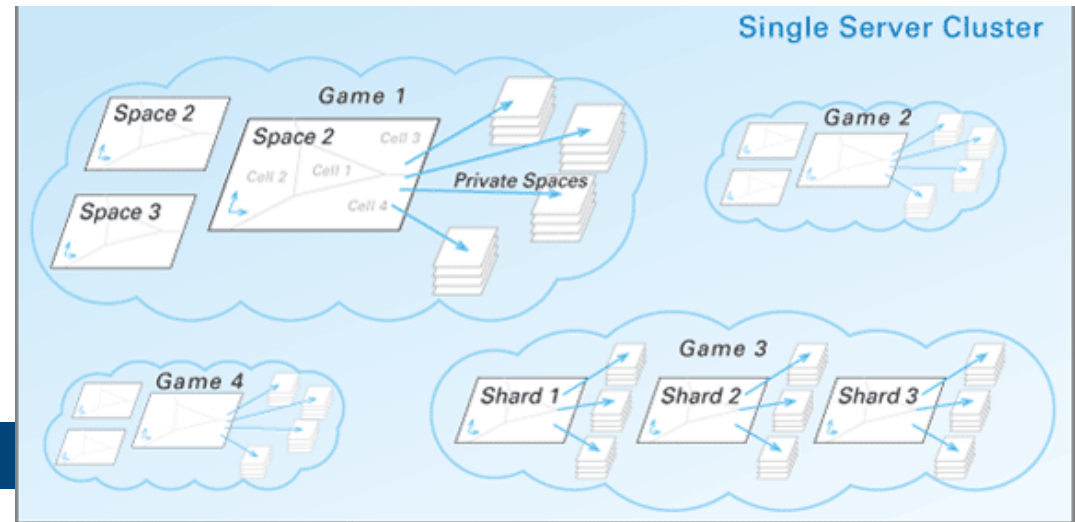 Single Server Cluster
Game 1
Space 2
Space 2
Cell 3
Cell 2
Cell 1
Private Spaces
Space 3
Cell 4
Game 2
Game 3
Game 4
Shard 1
Shard 2
Shard 3